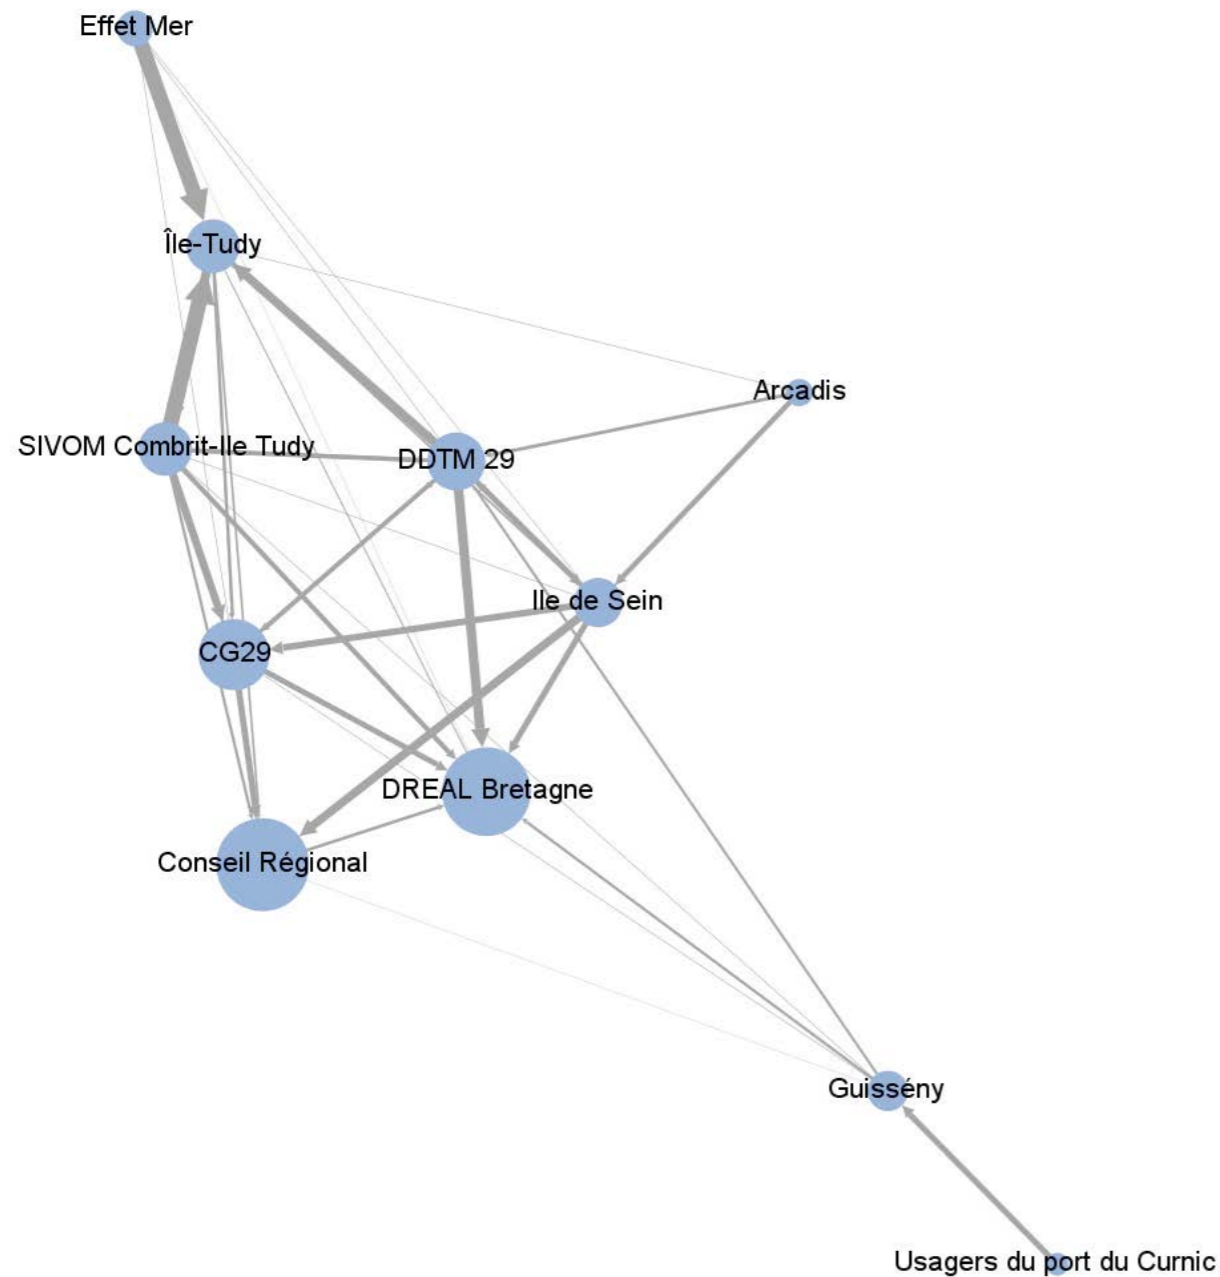 Effet Mer
Île-Tudy
Arcadis
SIVOM Combrit-Ile Tudy
DDTM 29
Ile de Sein
CG29
DREAL Bretagne
Conseil Régional
Guissény
Usagers du port du Curnic